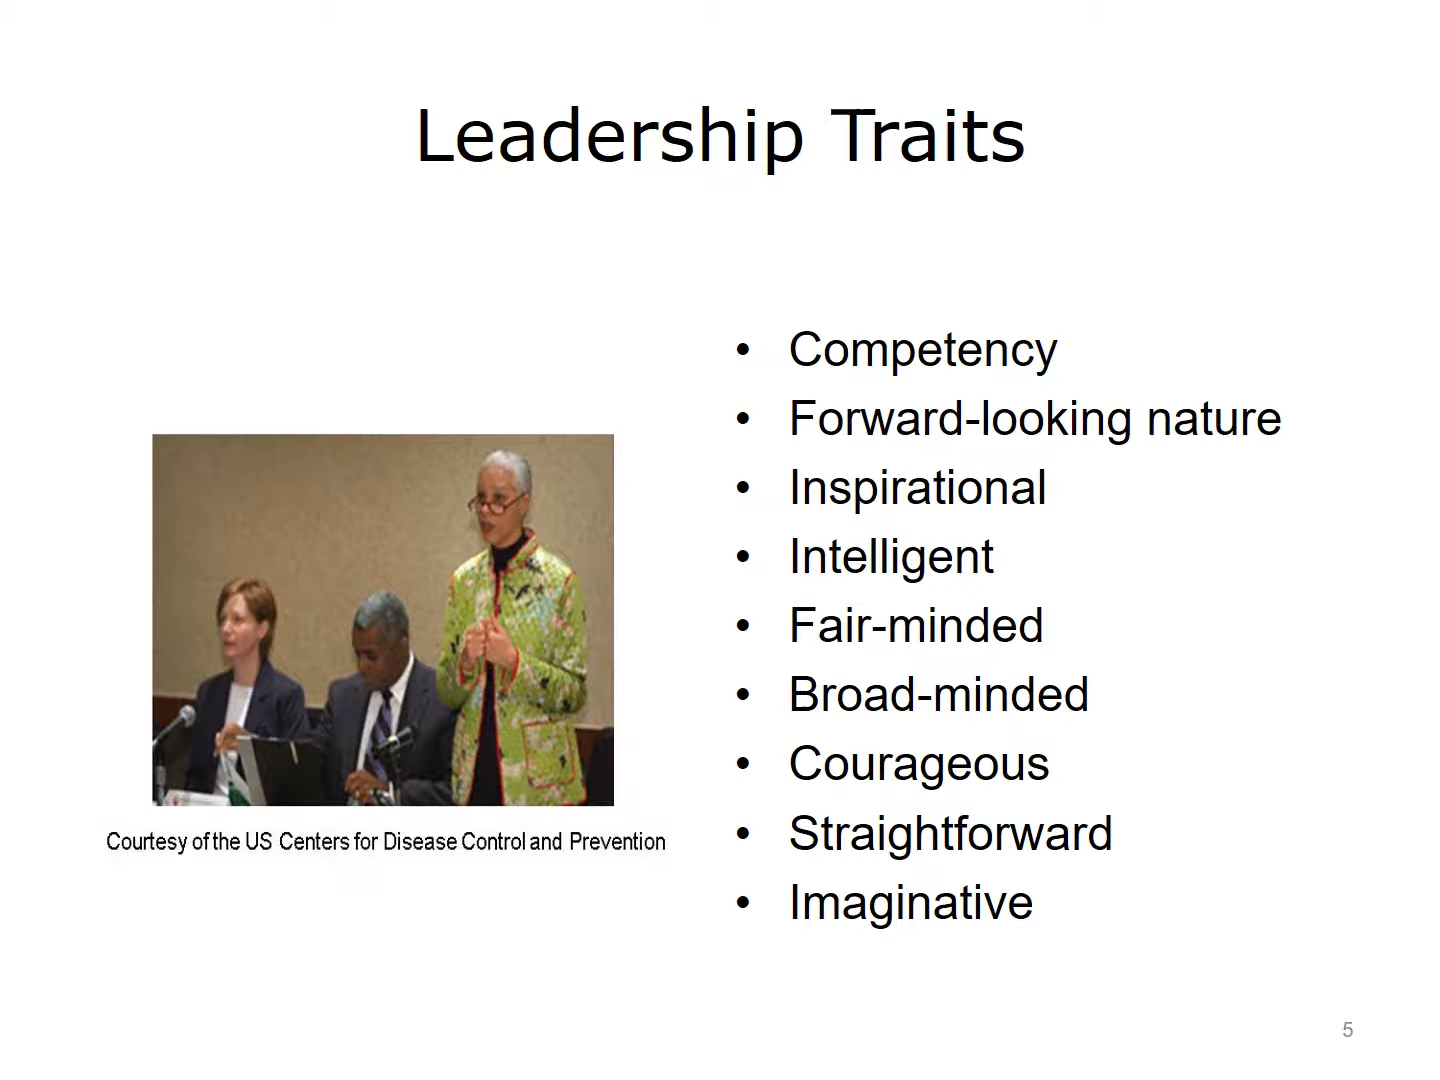 Leadership Traits
• Competency
• Forward-looking nature
• Inspirational
• Intelligent
• Fair-minded
• Broad-minded
• Courageous
• Straightforward
• Imaginative
Courtesy of the US Centers for Disease Control and Prevention
5